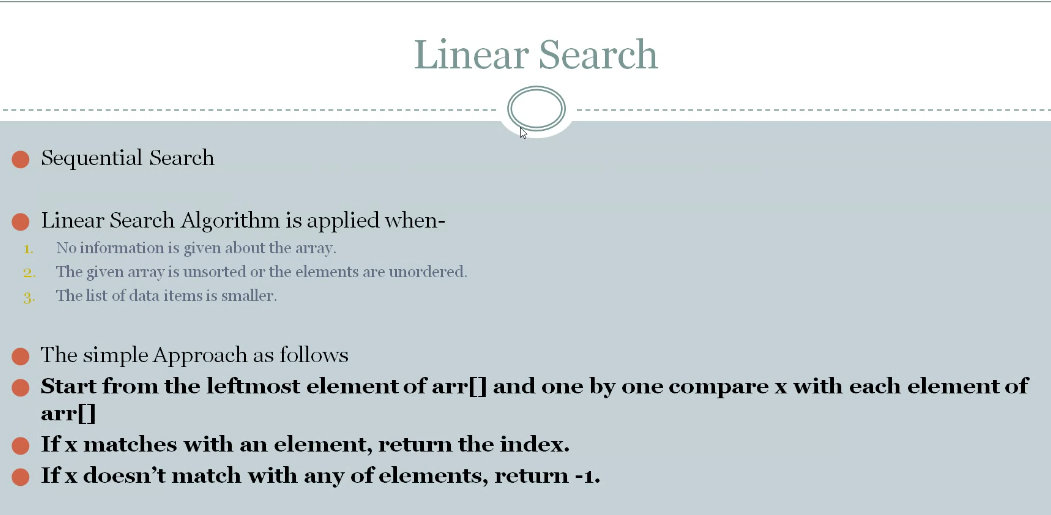 Linear Search
Sequential Search
Linear Search Algorithm is applied when-
1. No information is given about the array.
2. The given array is unsorted or the elements are unordered.
3. The list of data items is smaller.
The simple Approach as follows
Start from the leftmost element of arr[] and one by one compare x with each element of
arr[]
If x matches with an element, return the index.
If x doesn’t match with any of elements, return -1.